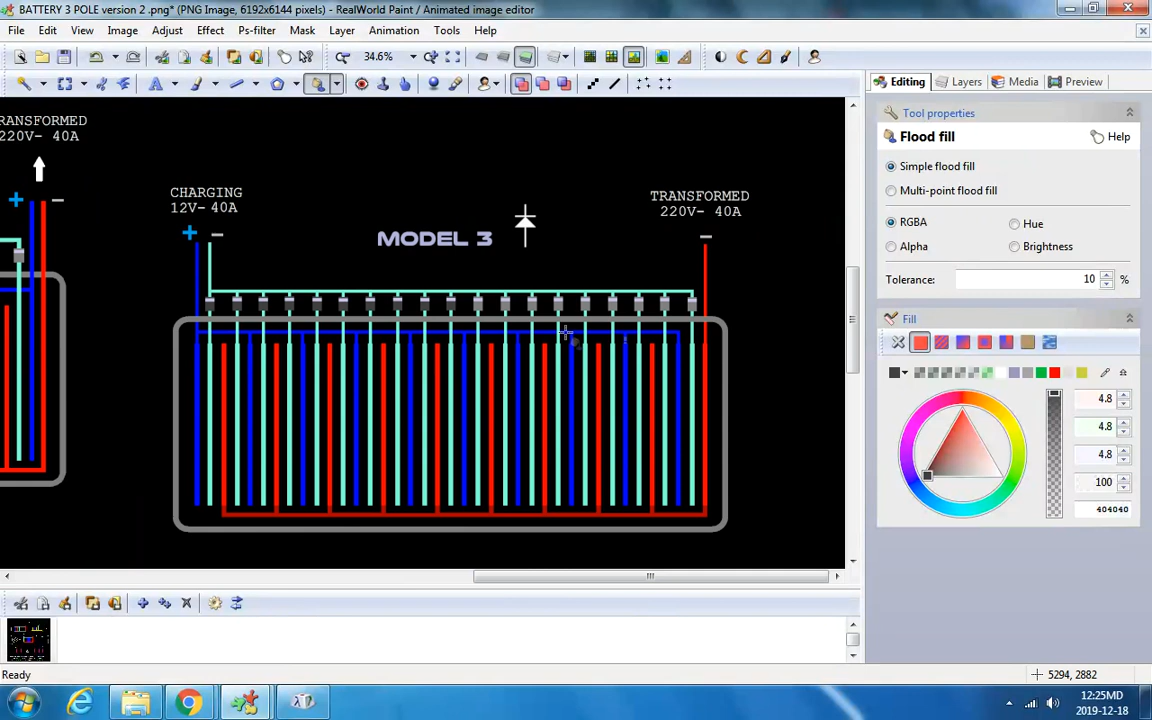 BATTERY 3 POLE version 2 .png* (PNG Image, 6192x6144 pixels) - RealWorld Paint / Animated image editor
File Edit View Image Adjust Effect Ps-filter Mask Layer Animation Tools Help
34.6%
Editing Layers Media Preview
RANSFORMED
220V- 40A
+ −
CHARGING
12V- 40A
+ −
MODEL 3
TRANSFORMED
220V- 40A
−
Tool properties
Flood fill Help
Simple flood fill
Multi-point flood fill
RGBA Hue
Alpha Brightness
Tolerance: 10 %
Fill
4.8
4.8
4.8
100
404040
Ready 5294, 2882
12:25MD
2019-12-18